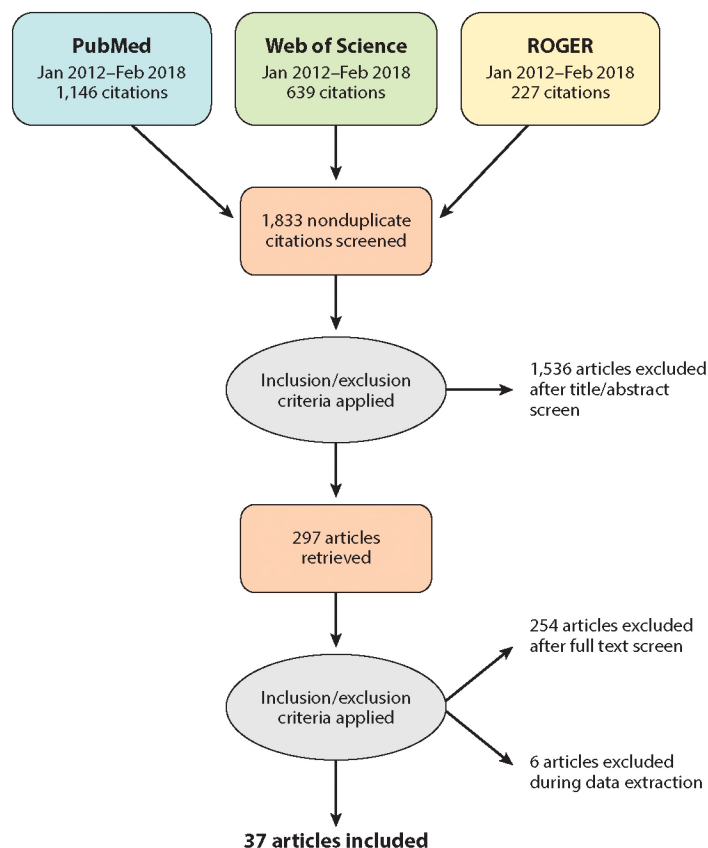 PubMed
Jan 2012–Feb 2018
1,146 citations
Web of Science
Jan 2012–Feb 2018
639 citations
ROGER
Jan 2012–Feb 2018
227 citations
1,833 nonduplicate
citations screened
Inclusion/exclusion
criteria applied
1,536 articles excluded
after title/abstract
screen
297 articles
retrieved
Inclusion/exclusion
criteria applied
254 articles excluded
after full text screen
6 articles excluded
during data extraction
37 articles included